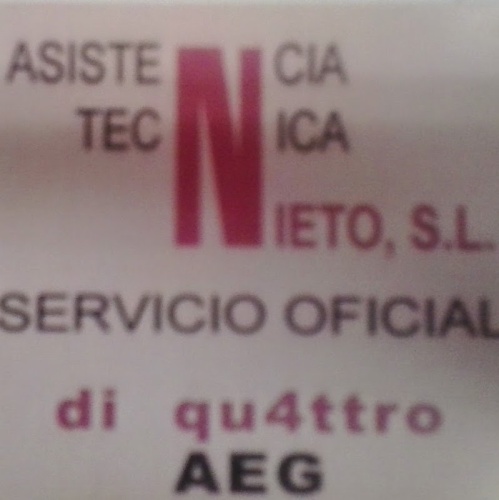 ASISTENCIA
TECNICA
NIETO, S.L.
SERVICIO OFICIAL
di qu4ttro
AEG